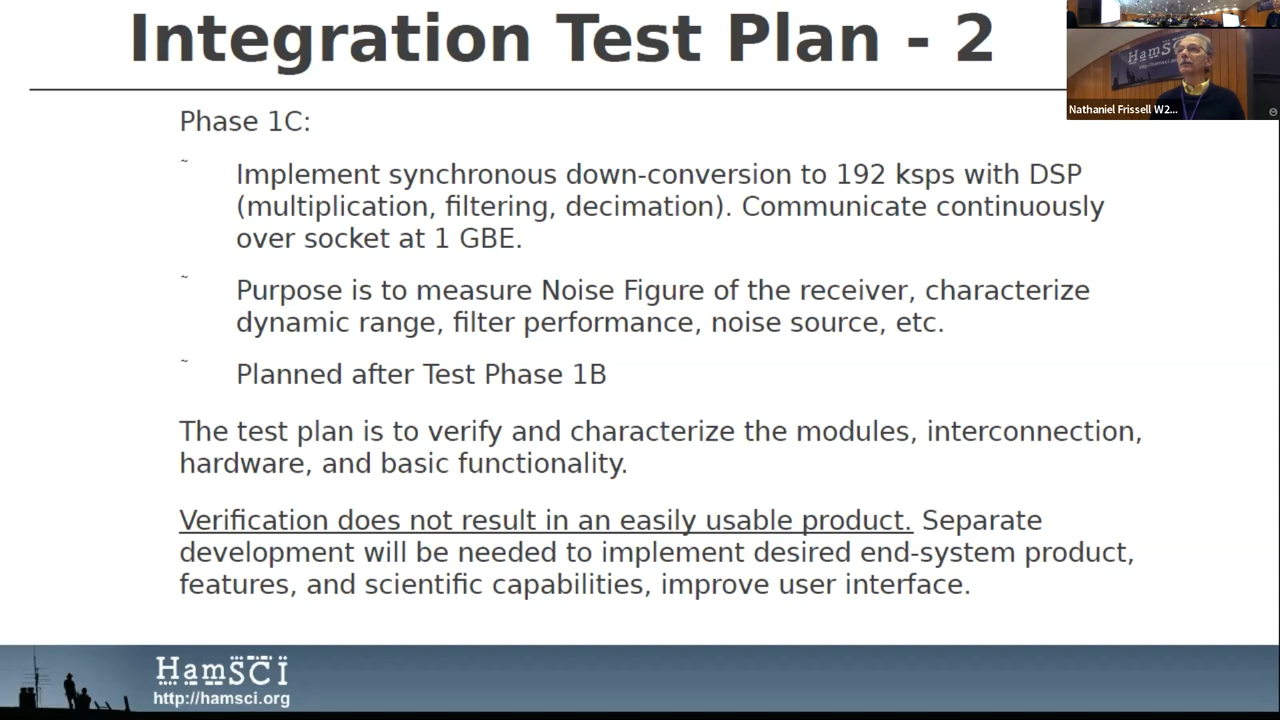 Integration Test Plan - 2
Phase 1C:
~ Implement synchronous down-conversion to 192 ksps with DSP
(multiplication, filtering, decimation). Communicate continuously
over socket at 1 GBE.
~ Purpose is to measure Noise Figure of the receiver, characterize
dynamic range, filter performance, noise source, etc.
~ Planned after Test Phase 1B
The test plan is to verify and characterize the modules, interconnection,
hardware, and basic functionality.
Verification does not result in an easily usable product. Separate
development will be needed to implement desired end-system product,
features, and scientific capabilities, improve user interface.
HamSCI
http://hamsci.org
HamS
Nathaniel Frissell W2...